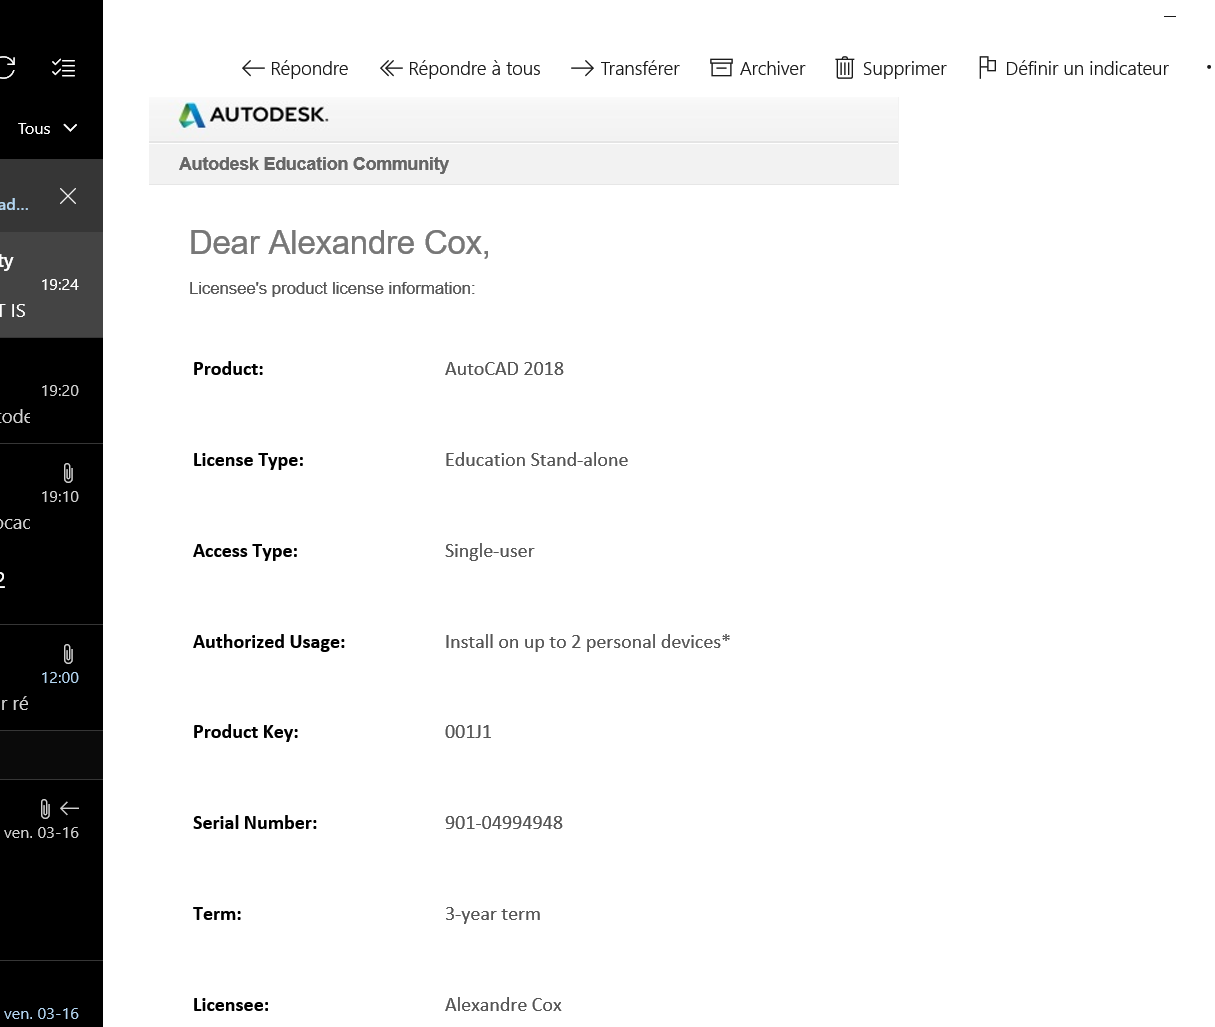 Répondre
Répondre à tous
Transférer
Archiver
Supprimer
Définir un indicateur
Tous
ad...
ty
19:24
T IS
19:20
tode
19:10
ocad
2
12:00
r ré
ven. 03-16
ven. 03-16
AUTODESK.
Autodesk Education Community
Dear Alexandre Cox,
Licensee's product license information:
Product: AutoCAD 2018
License Type: Education Stand-alone
Access Type: Single-user
Authorized Usage: Install on up to 2 personal devices*
Product Key: 001J1
Serial Number: 901-04994948
Term: 3-year term
Licensee: Alexandre Cox